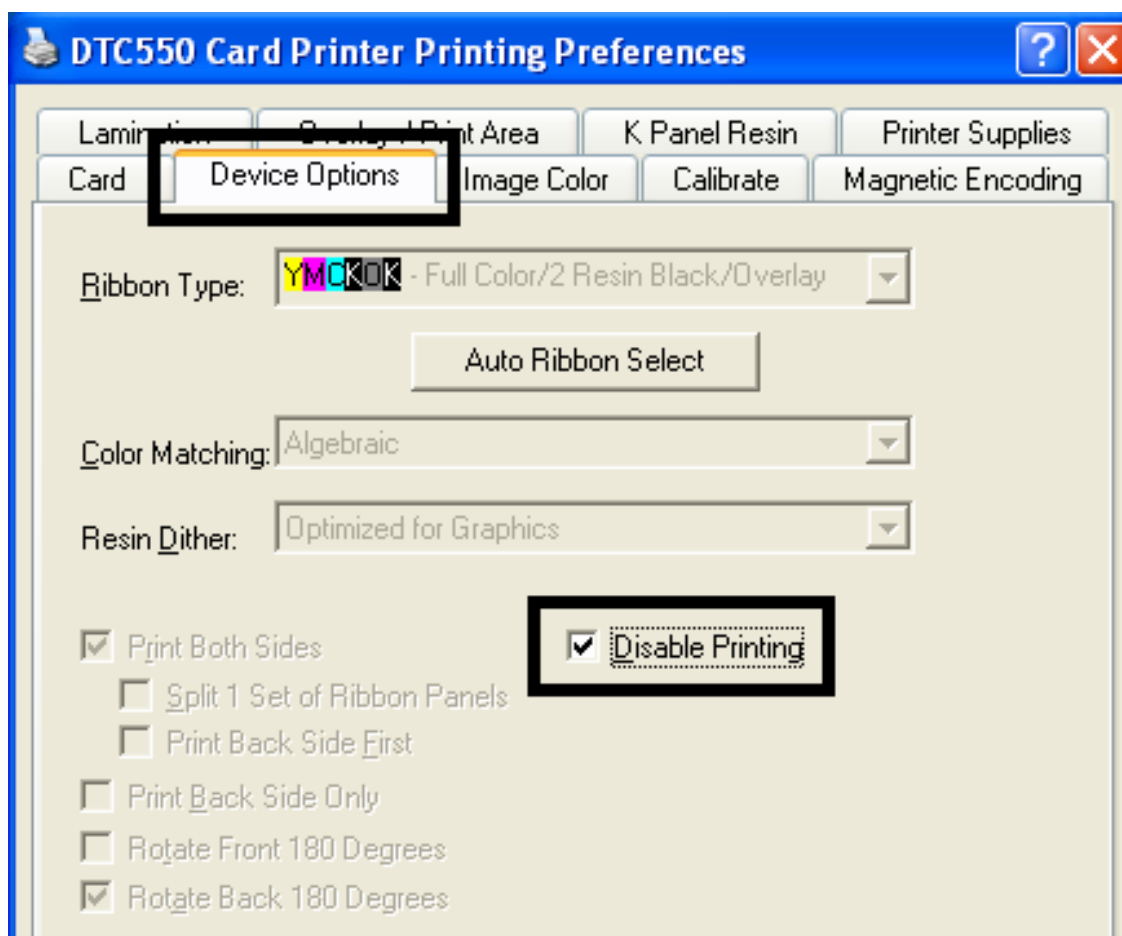 DTC550 Card Printer Printing Preferences
Lamination Overlay / Print Area K Panel Resin Printer Supplies
Card Device Options Image Color Calibrate Magnetic Encoding
Ribbon Type: YMCKOK - Full Color/2 Resin Black/Overlay
Auto Ribbon Select
Color Matching: Algebraic
Resin Dither: Optimized for Graphics
Print Both Sides Disable Printing
Split 1 Set of Ribbon Panels
Print Back Side First
Print Back Side Only
Rotate Front 180 Degrees
Rotate Back 180 Degrees